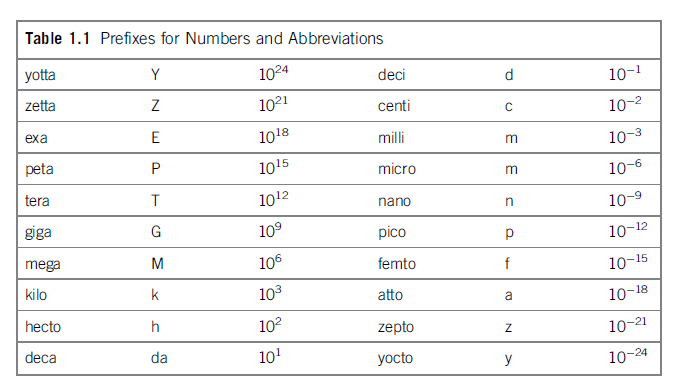 Table 1.1 Prefixes for Numbers and Abbreviations
yotta Y 10²⁴ deci d 10⁻¹
zetta Z 10²¹ centi c 10⁻²
exa E 10¹⁸ milli m 10⁻³
peta P 10¹⁵ micro m 10⁻⁶
tera T 10¹² nano n 10⁻⁹
giga G 10⁹ pico p 10⁻¹²
mega M 10⁶ femto f 10⁻¹⁵
kilo k 10³ atto a 10⁻¹⁸
hecto h 10² zepto z 10⁻²¹
deca da 10¹ yocto y 10⁻²⁴